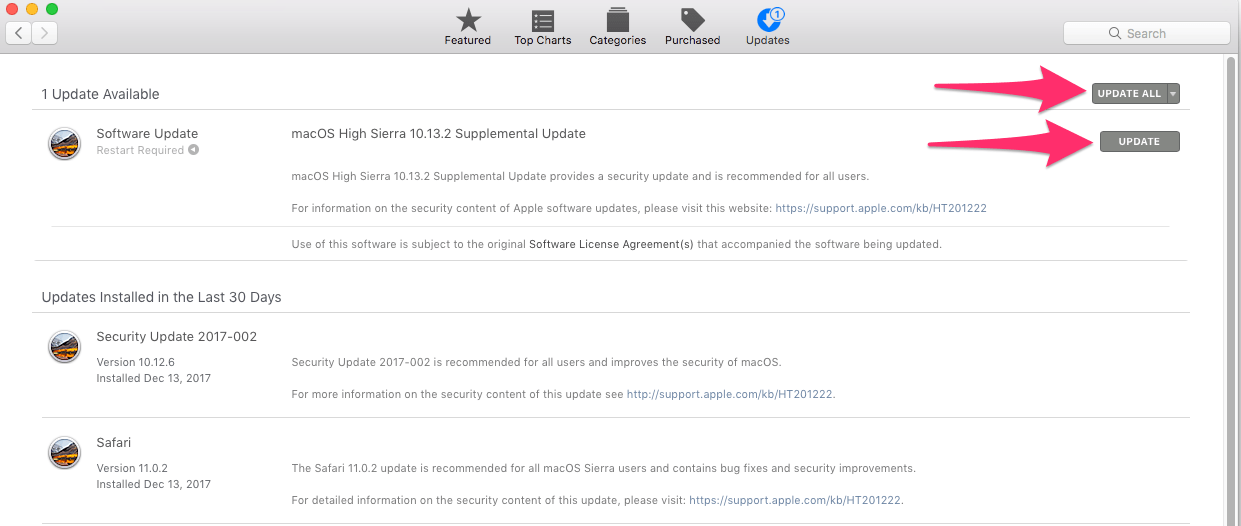 Featured
Top Charts
Categories
Purchased
1
Updates
Search
1 Update Available
UPDATE ALL
Software Update
macOS High Sierra 10.13.2 Supplemental Update
UPDATE
Restart Required
macOS High Sierra 10.13.2 Supplemental Update provides a security update and is recommended for all users.
For information on the security content of Apple software updates, please visit this website: https://support.apple.com/kb/HT201222
Use of this software is subject to the original Software License Agreement(s) that accompanied the software being updated.
Updates Installed in the Last 30 Days
Security Update 2017-002
Version 10.12.6
Installed Dec 13, 2017
Security Update 2017-002 is recommended for all users and improves the security of macOS.
For more information on the security content of this update see http://support.apple.com/kb/HT201222.
Safari
Version 11.0.2
Installed Dec 13, 2017
The Safari 11.0.2 update is recommended for all macOS Sierra users and contains bug fixes and security improvements.
For detailed information on the security content of this update, please visit: https://support.apple.com/kb/HT201222.